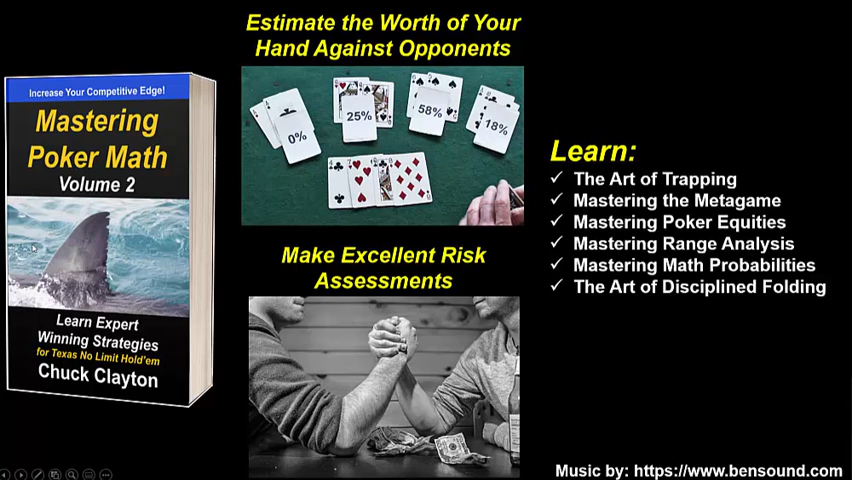 Increase Your Competitive Edge!
Mastering
Poker Math
Volume 2
Learn Expert
Winning Strategies
for Texas No Limit Hold'em
Chuck Clayton
Estimate the Worth of Your
Hand Against Opponents
0%
25%
58%
18%
Make Excellent Risk
Assessments
Learn:
✓ The Art of Trapping
✓ Mastering the Metagame
✓ Mastering Poker Equities
✓ Mastering Range Analysis
✓ Mastering Math Probabilities
✓ The Art of Disciplined Folding
Music by: https://www.bensound.com